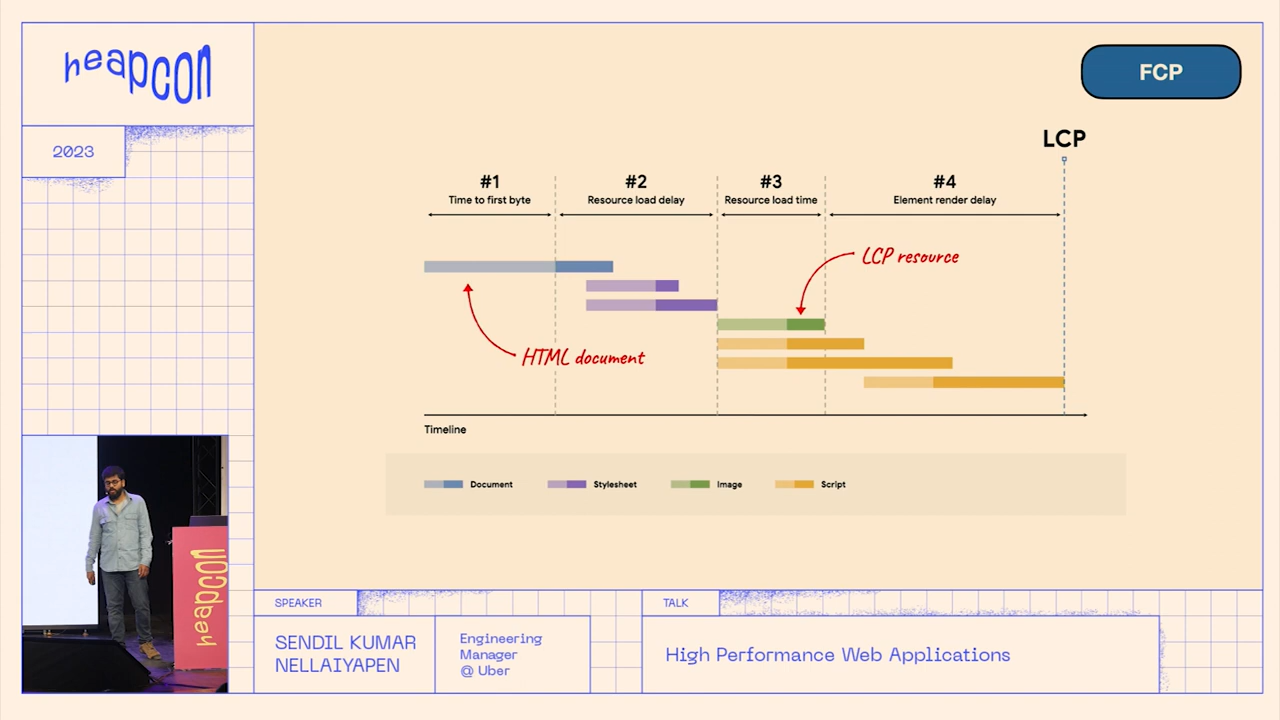 heapcon
2023
FCP
LCP
#1
Time to first byte
#2
Resource load delay
#3
Resource load time
#4
Element render delay
LCP resource
HTML document
Timeline
Document
Stylesheet
Image
Script
heapcon
SPEAKER
SENDIL KUMAR
NELLAIYAPEN
Engineering
Manager
@ Uber
TALK
High Performance Web Applications